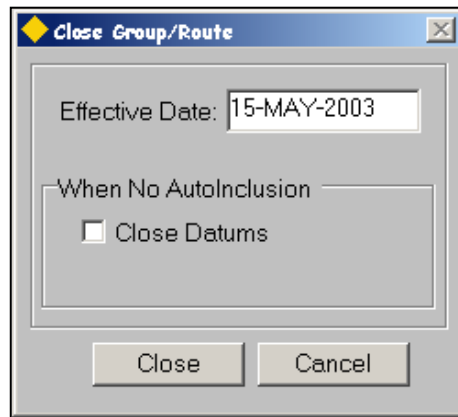 Close Group/Route
Effective Date: 15-MAY-2003
When No AutoInclusion
Close Datums
Close Cancel